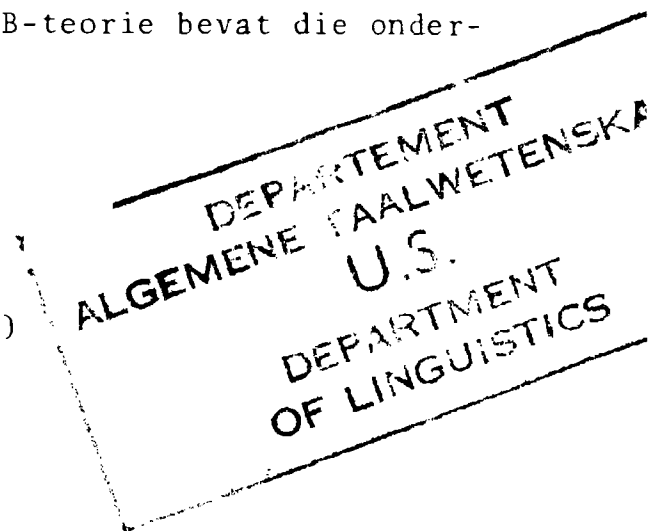 B-teorie bevat die onder-
DEPARTEMENT
ALGEMENE TAALWETENSKA
U.S.
)
DEPARTMENT
OF LINGUISTICS